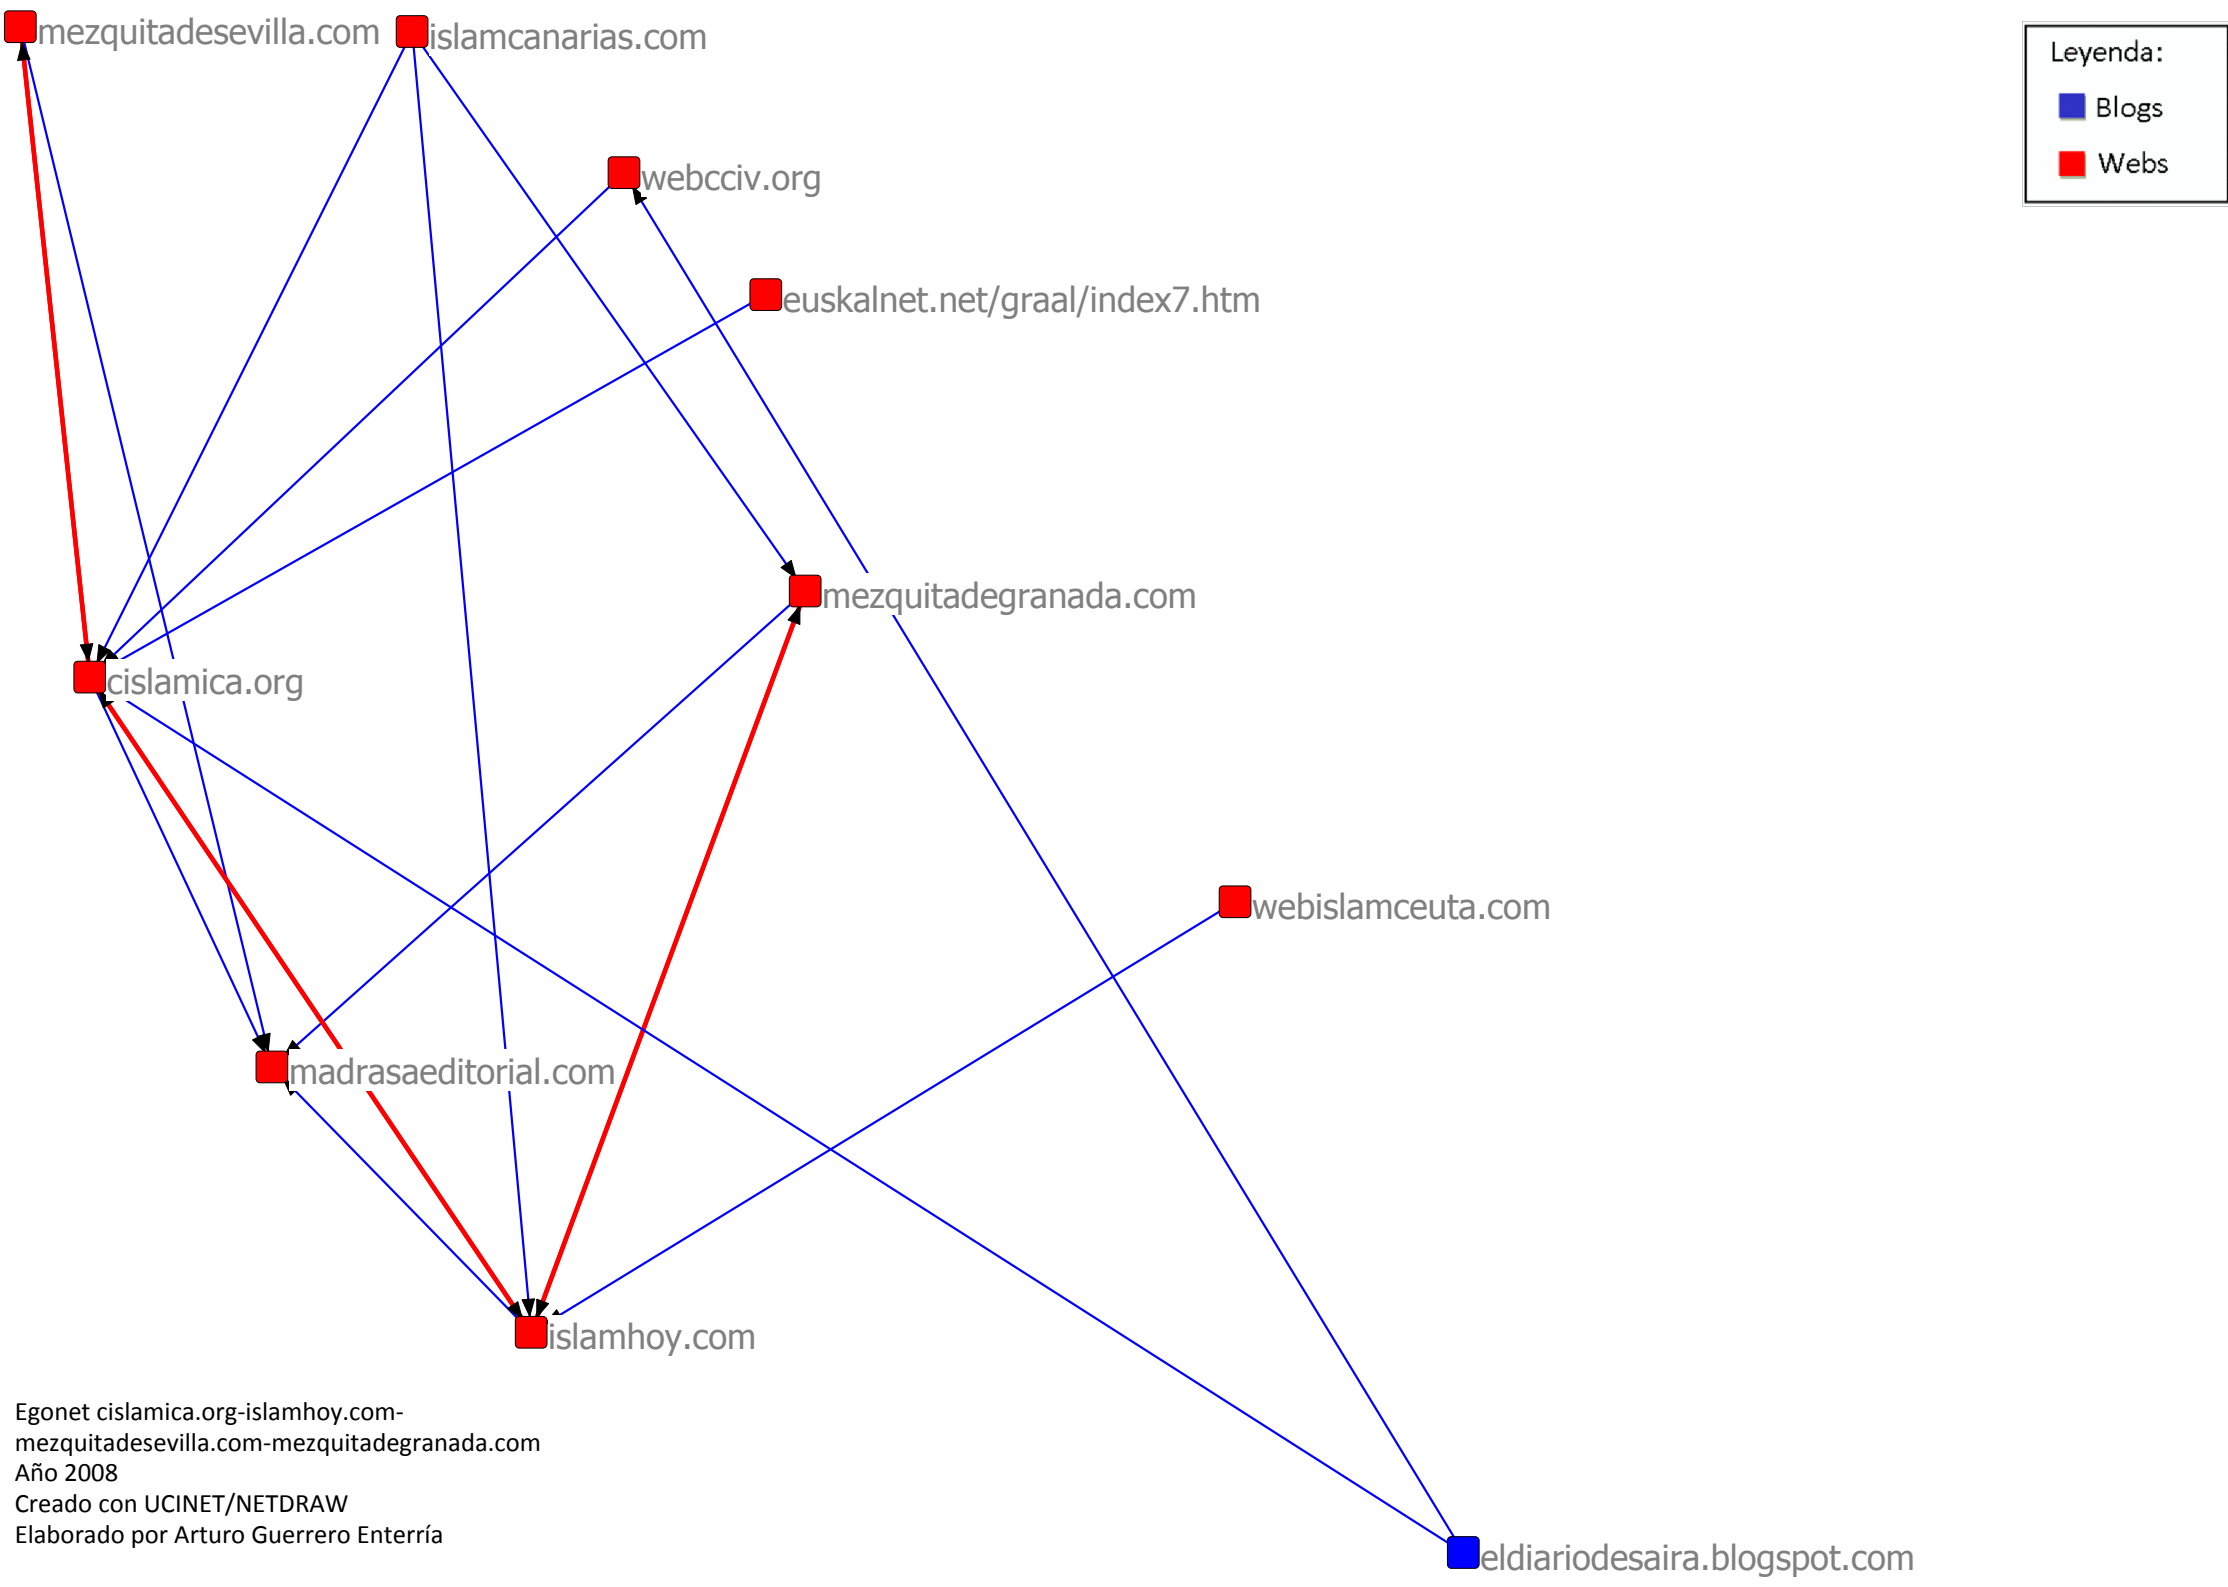 mezquitadesevilla.com
islamcanarias.com
Leyenda:
Blogs
Webs
webcciv.org
euskalnet.net/graal/index7.htm
mezquitadegranada.com
cislamica.org
webislamceuta.com
madrasaeditorial.com
islamhoy.com
Egonet cislamica.org-islamhoy.com-
mezquitadesevilla.com-mezquitadegranada.com
Año 2008
Creado con UCINET/NETDRAW
Elaborado por Arturo Guerrero Enterría
eldiariodesaira.blogspot.com